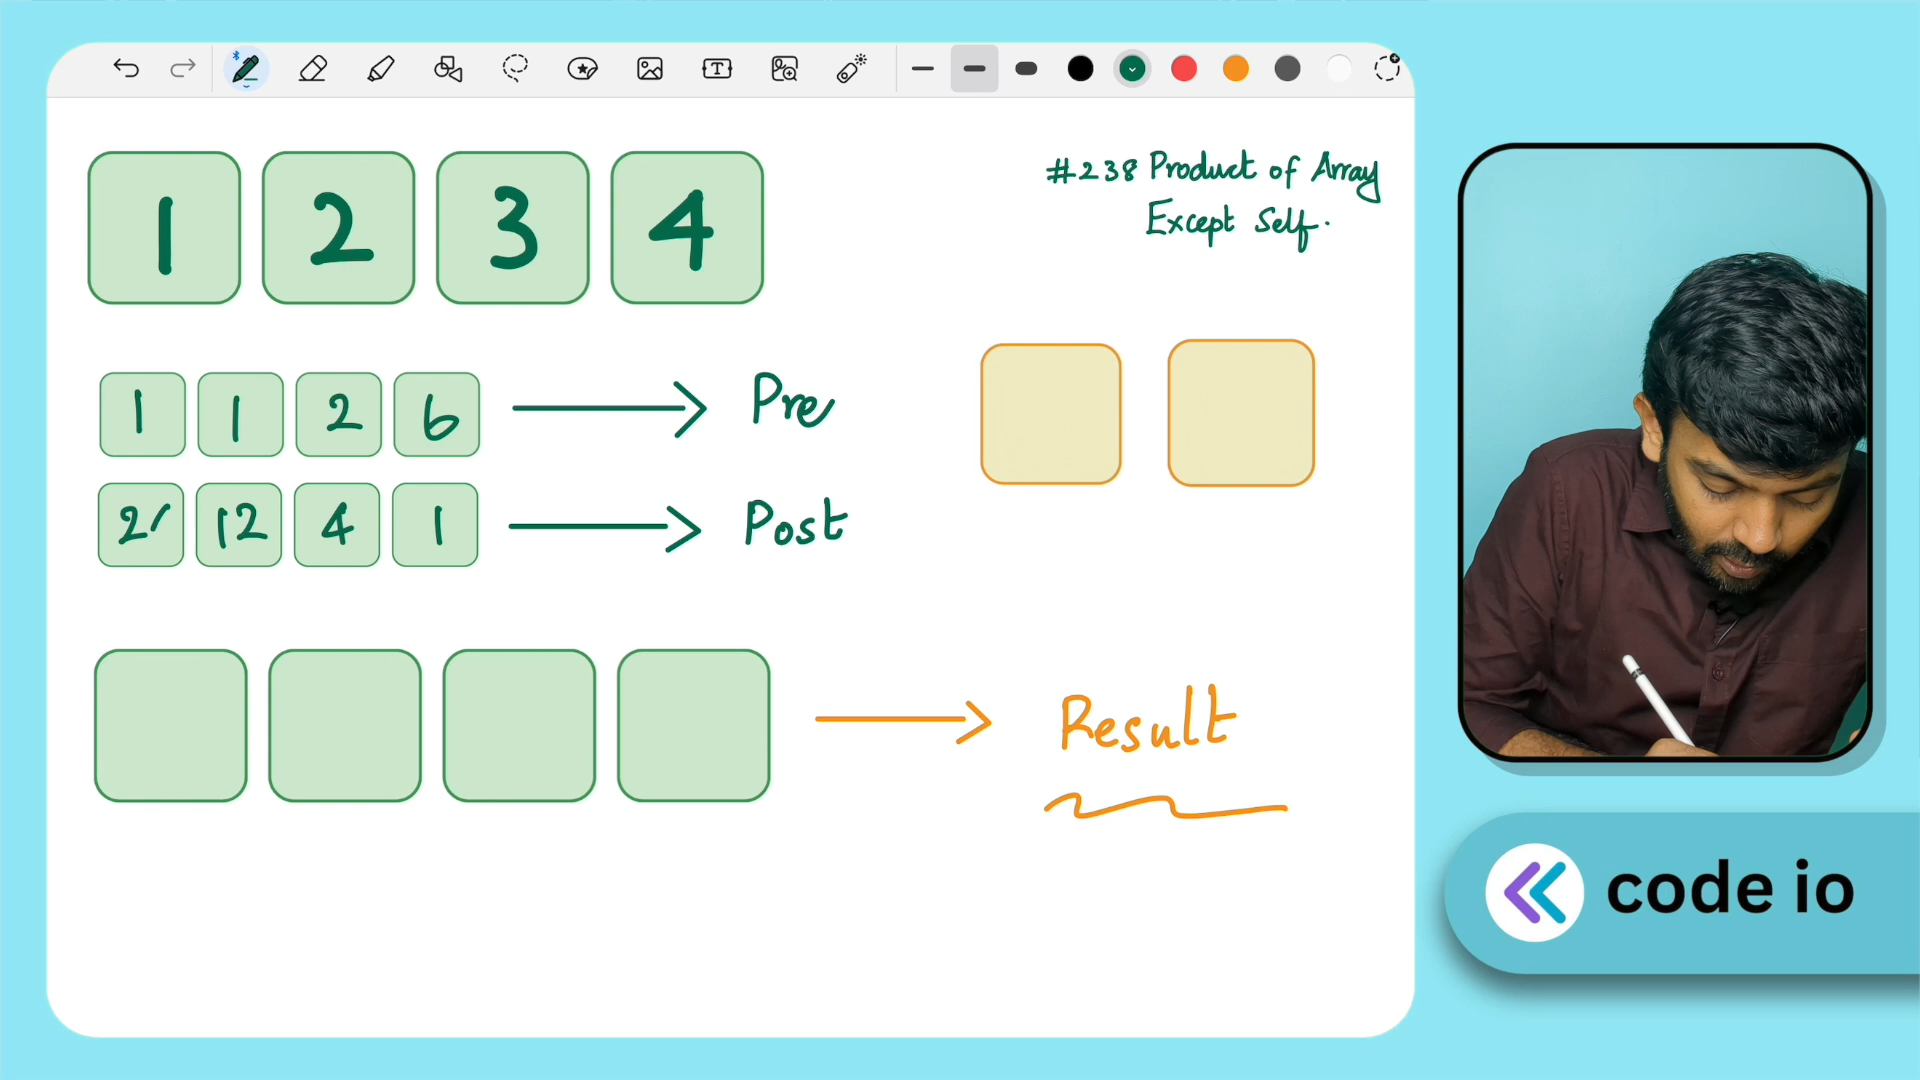 1 2 3 4
#238 Product of Array
Except Self.
1 1 2 6 Pre
12 4 1 Post
Result
code io